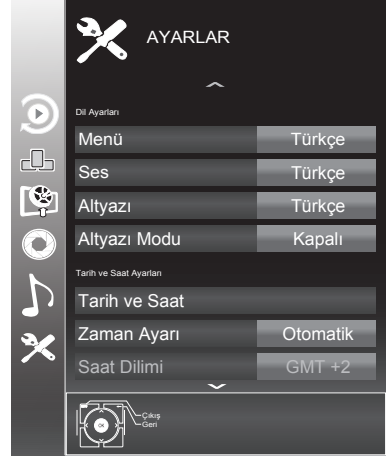 AYARLAR
Dil Ayarları
Menü Türkçe
Ses Türkçe
Altyazı Türkçe
Altyazı Modu Kapalı
Tarih ve Saat Ayarları
Tarih ve Saat
Zaman Ayarı Otomatik
Saat Dilimi GMT +2
OK
Çıkış
Geri